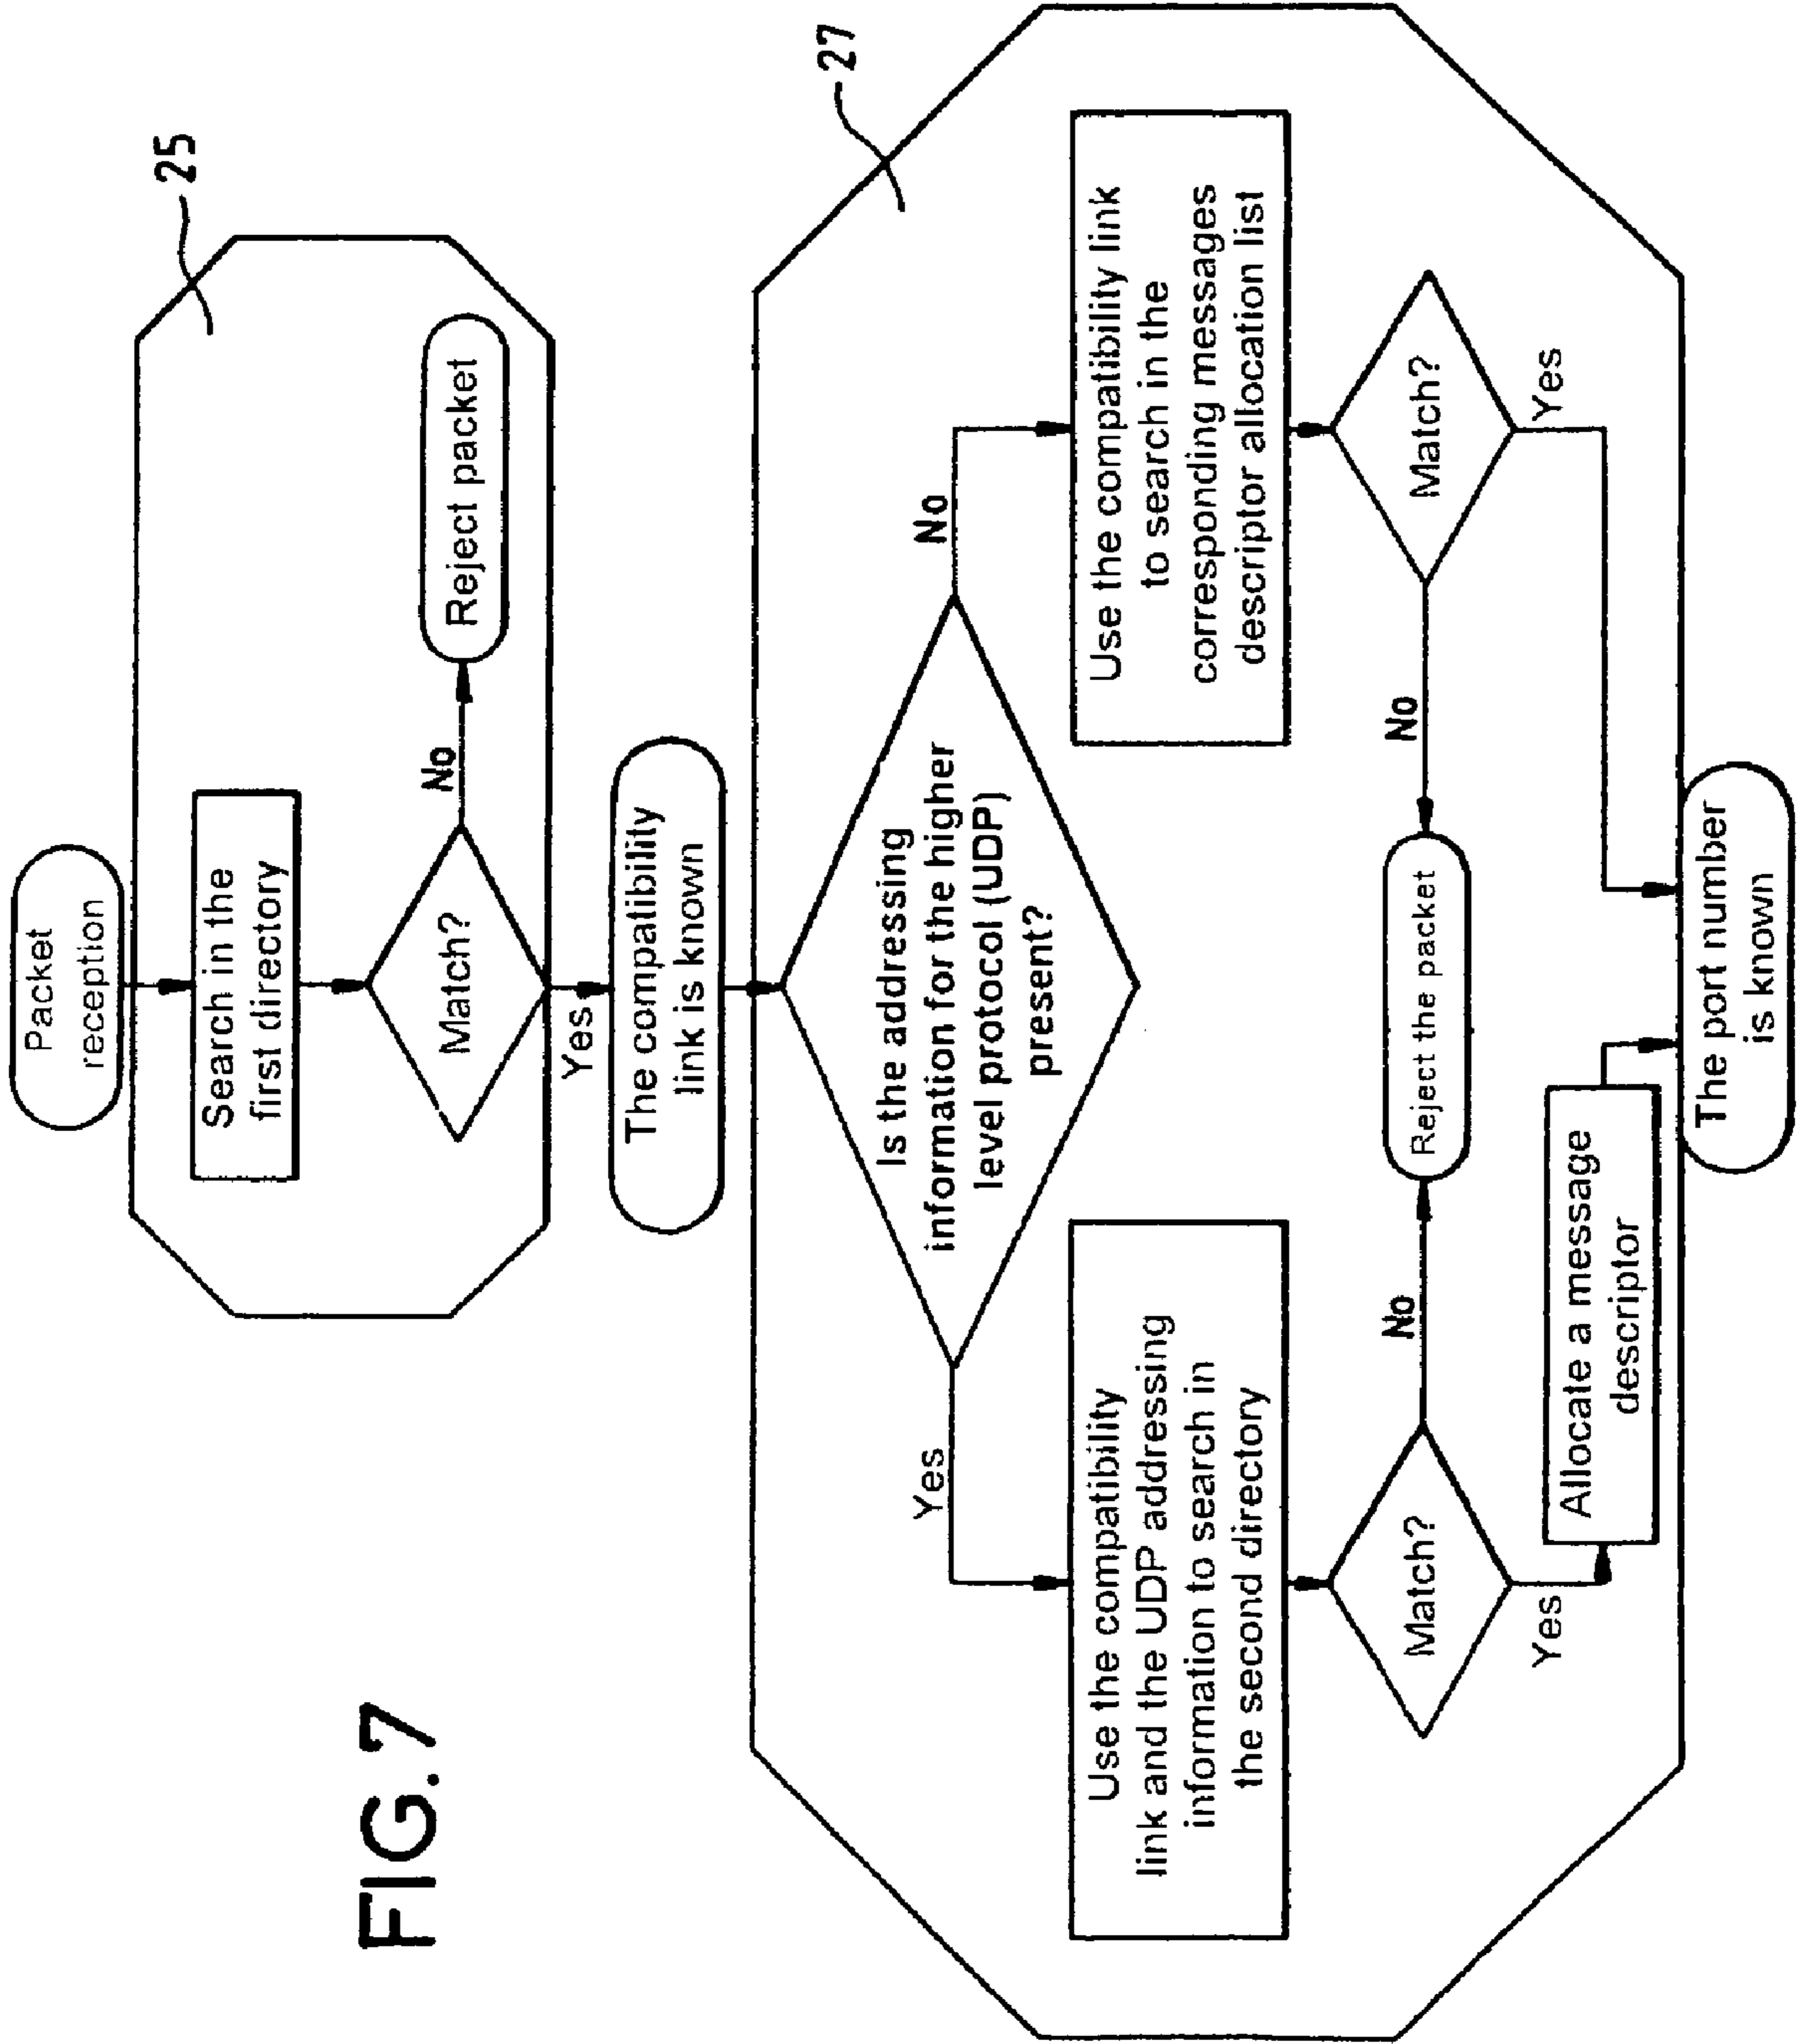 FIG.7
Packet
reception
25
Search in the
first directory
Match?
No
Reject packet
Yes
The compatibility
link is known
27
Is the addressing
information for the higher
level protocol (UDP)
present?
Yes
No
Use the compatibility
link and the UDP addressing
information to search in
the second directory
Use the compatibility link
to search in the
corresponding messages
descriptor allocation list
Match?
No
Reject the packet
No
Match?
Yes
Yes
Allocate a message
descriptor
The port number
is known